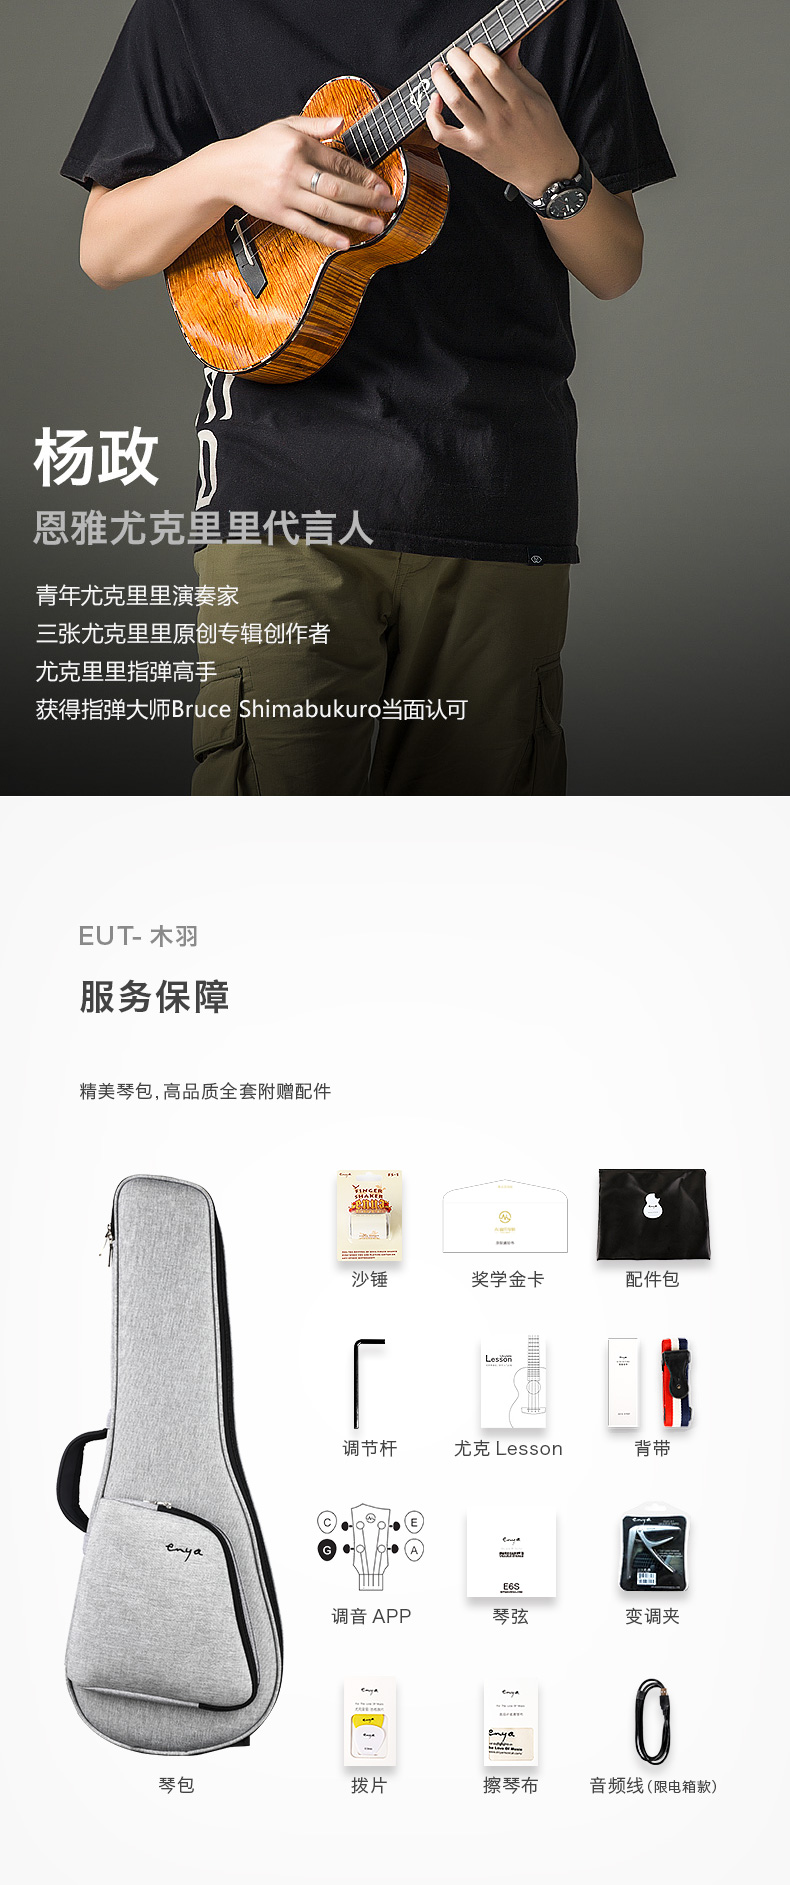 杨政
恩雅尤克里里代言人
青年尤克里里演奏家
三张尤克里里原创专辑创作者
尤克里里指弹高手
获得指弹大师Bruce Shimabukuro当面认可
EUT- 木羽
服务保障
精美琴包,高品质全套附赠配件
enya
FINGER
SHAKER
沙锤
奖学金卡
配件包
Lesson
调节杆
尤克 Lesson
enya
背带
C
E
G
A
enya
E6S
调音 APP
琴弦
变调夹
enya
enya
enya
琴包
拨片
擦琴布
音频线(限电箱款)